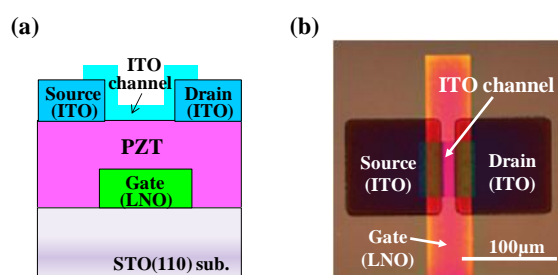 (a)
ITO
channel
Source
(ITO)
Drain
(ITO)
PZT
Gate
(LNO)
STO(110) sub.
(b)
ITO channel
Source
(ITO)
Drain
(ITO)
Gate
(LNO)
100μm